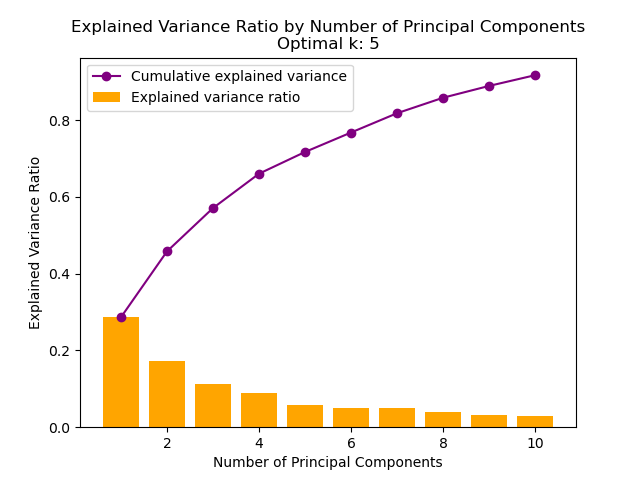 Explained Variance Ratio by Number of Principal Components
Optimal k: 5
Cumulative explained variance
Explained variance ratio
Explained Variance Ratio
0.8
0.6
0.4
0.2
0.0
2 4 6 8 10
Number of Principal Components